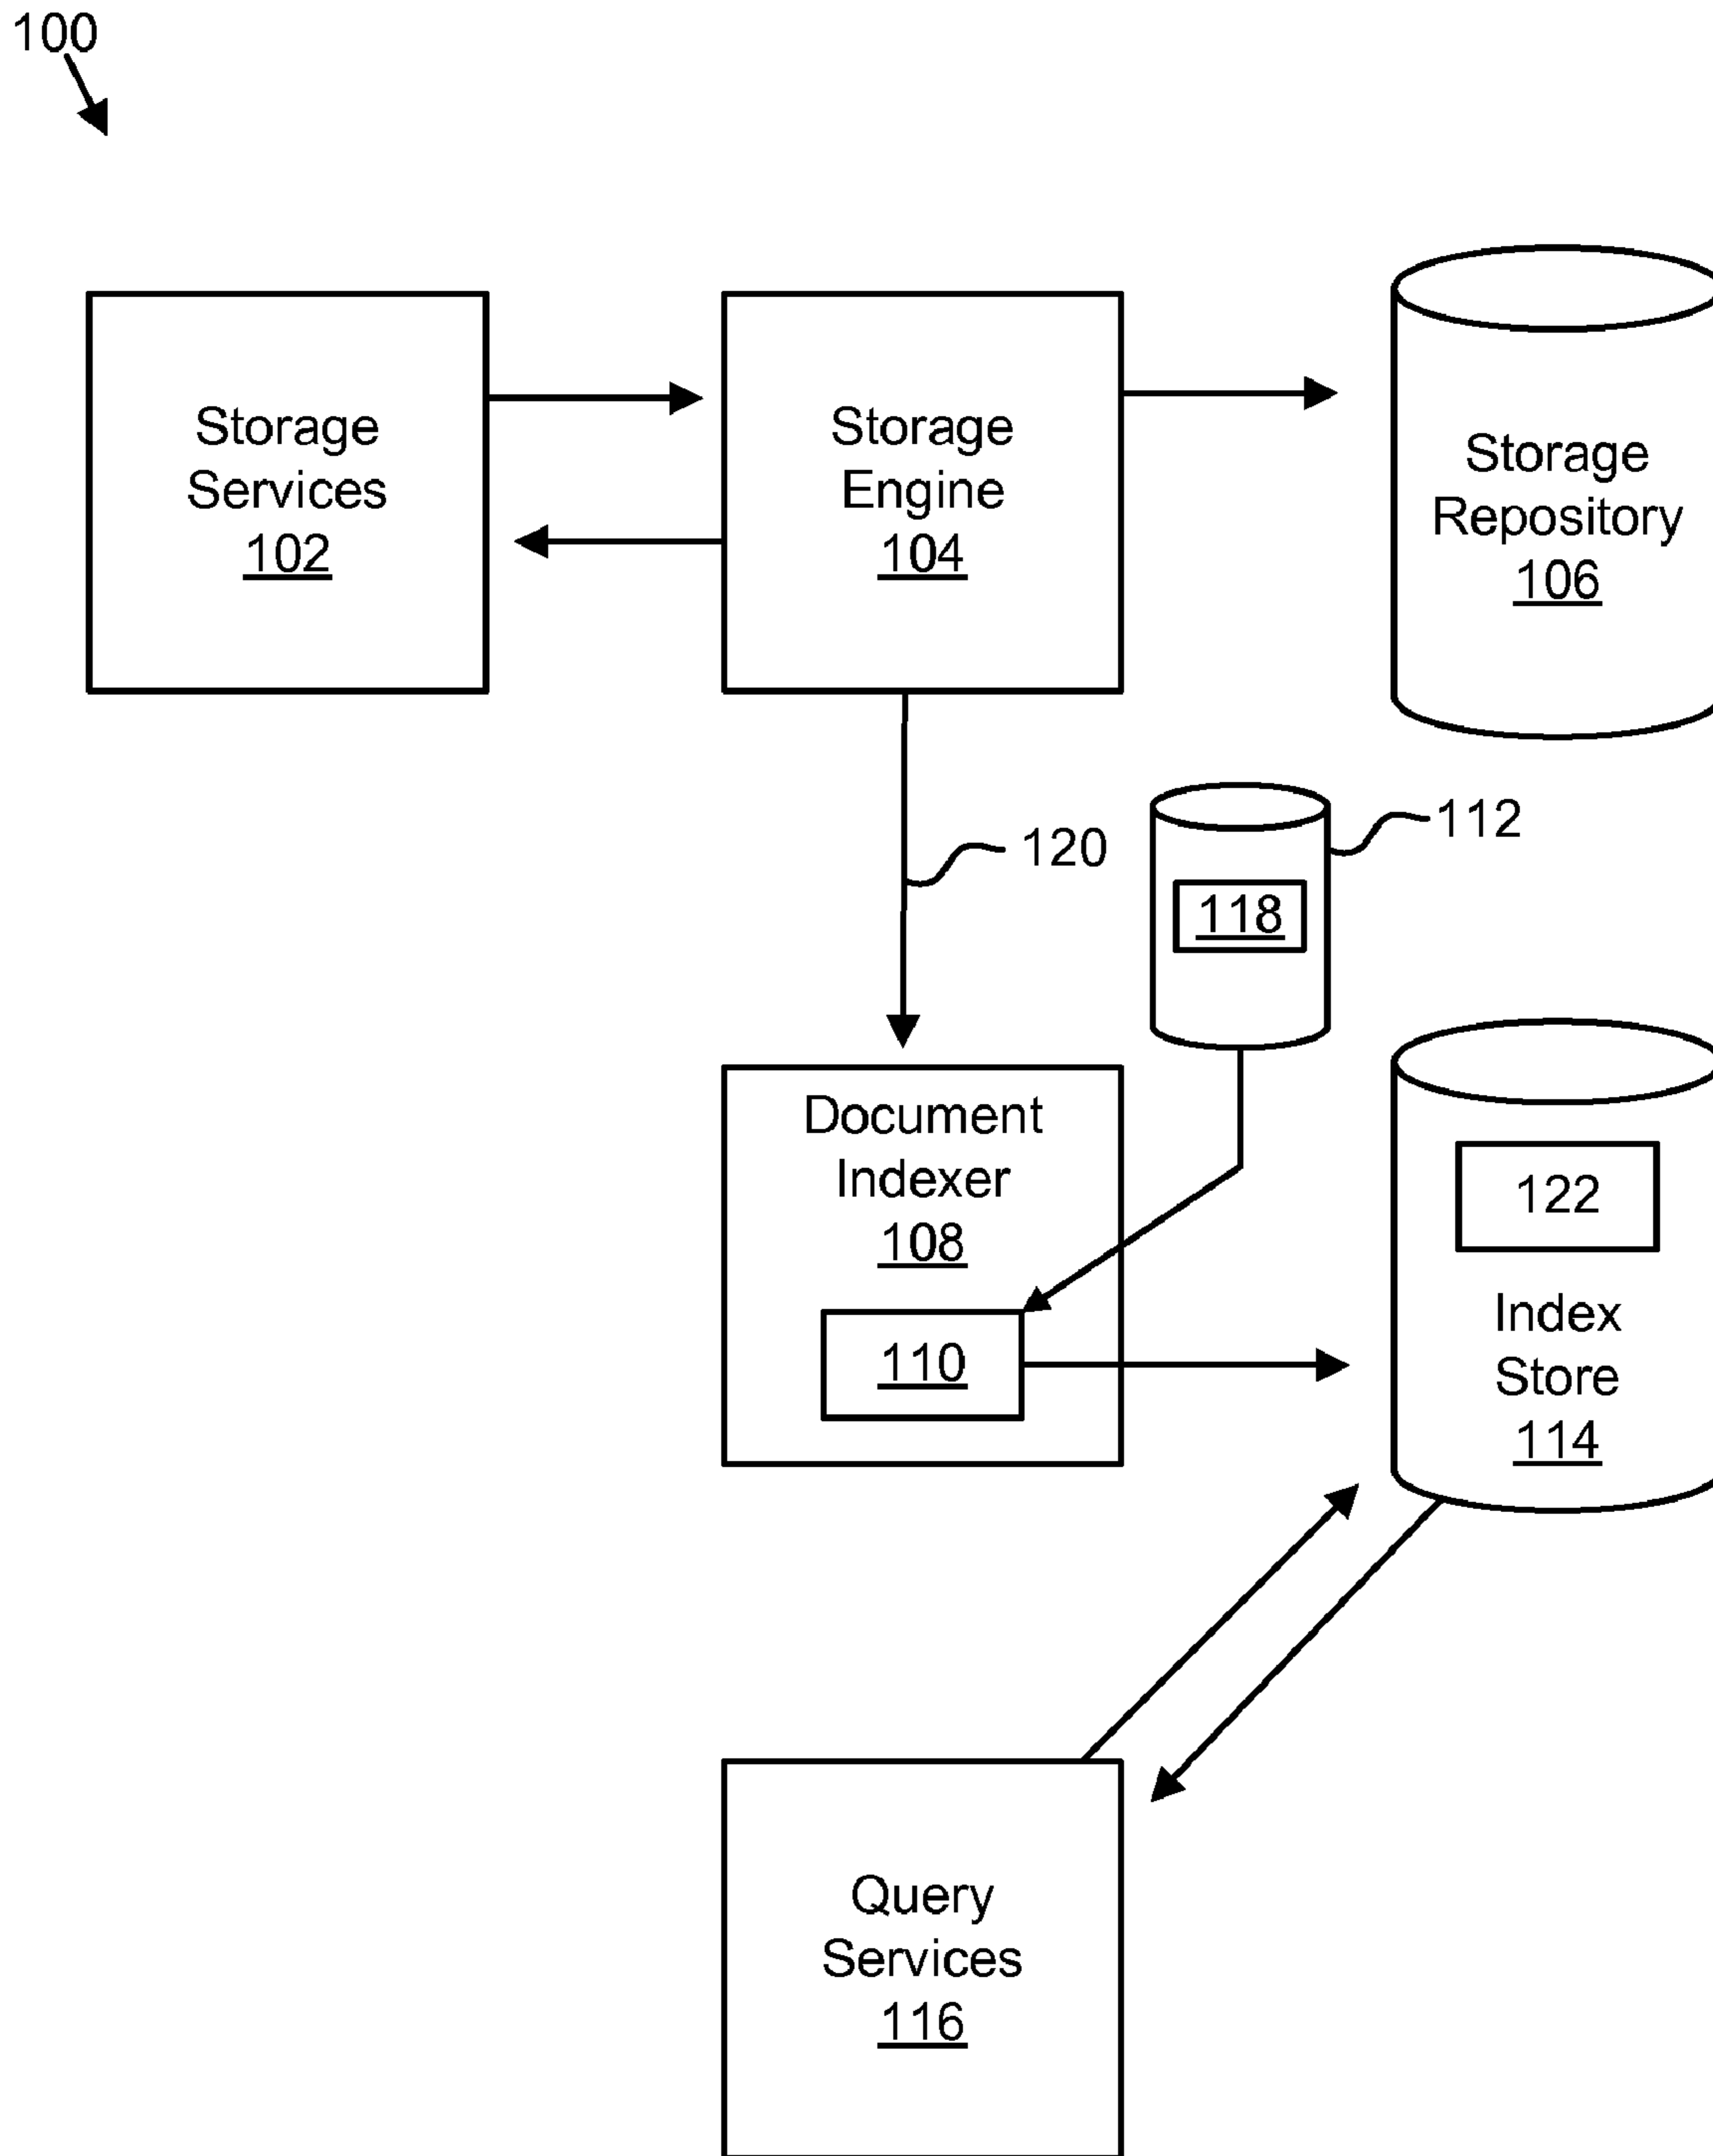 100
Storage
Services
102
Storage
Engine
104
Storage
Repository
106
120
112
118
Document
Indexer
108
110
122
Index
Store
114
Query
Services
116